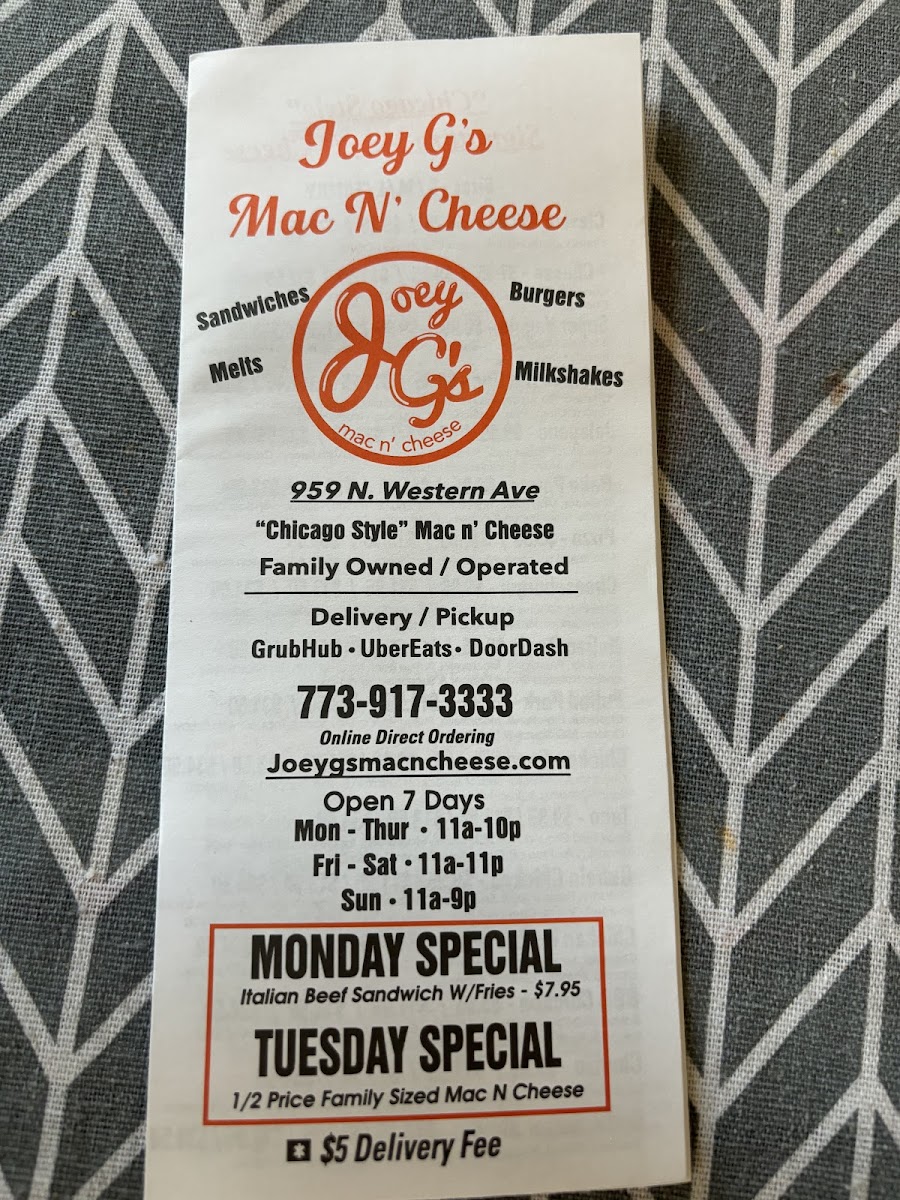 Joey G's
Mac N' Cheese
Sandwiches
Burgers
Melts
Milkshakes
Joey
G's
mac n' cheese
959 N. Western Ave
“Chicago Style” Mac n' Cheese
Family Owned / Operated
Delivery / Pickup
GrubHub • UberEats • DoorDash
773-917-3333
Online Direct Ordering
Joeygsmacncheese.com
Open 7 Days
Mon - Thur • 11a-10p
Fri - Sat • 11a-11p
Sun • 11a-9p
MONDAY SPECIAL
Italian Beef Sandwich W/Fries - $7.95
TUESDAY SPECIAL
1/2 Price Family Sized Mac N Cheese
$5 Delivery Fee